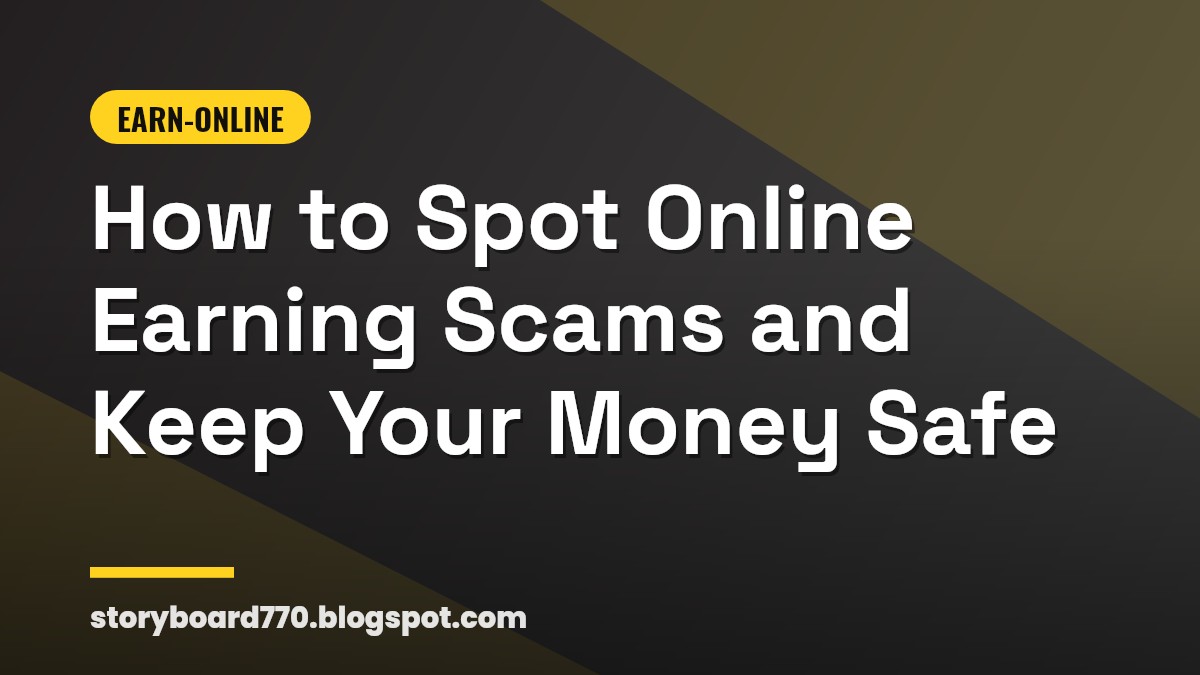 EARN-ONLINE
How to Spot Online
Earning Scams and
Keep Your Money Safe
storyboard770.blogspot.com